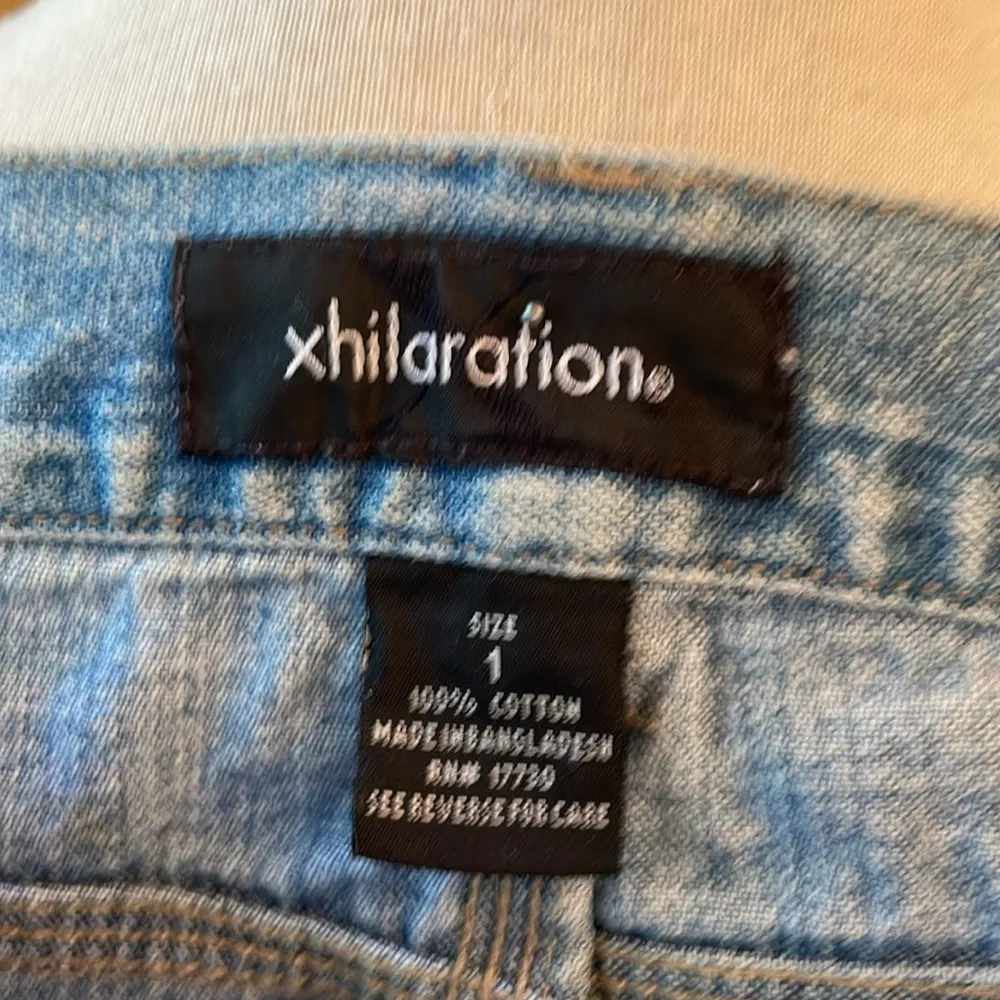 xhilaration®
SIZE
1
100% COTTON
MADE IN BANGLADESH
RN# 17730
SEE REVERSE FOR CARE